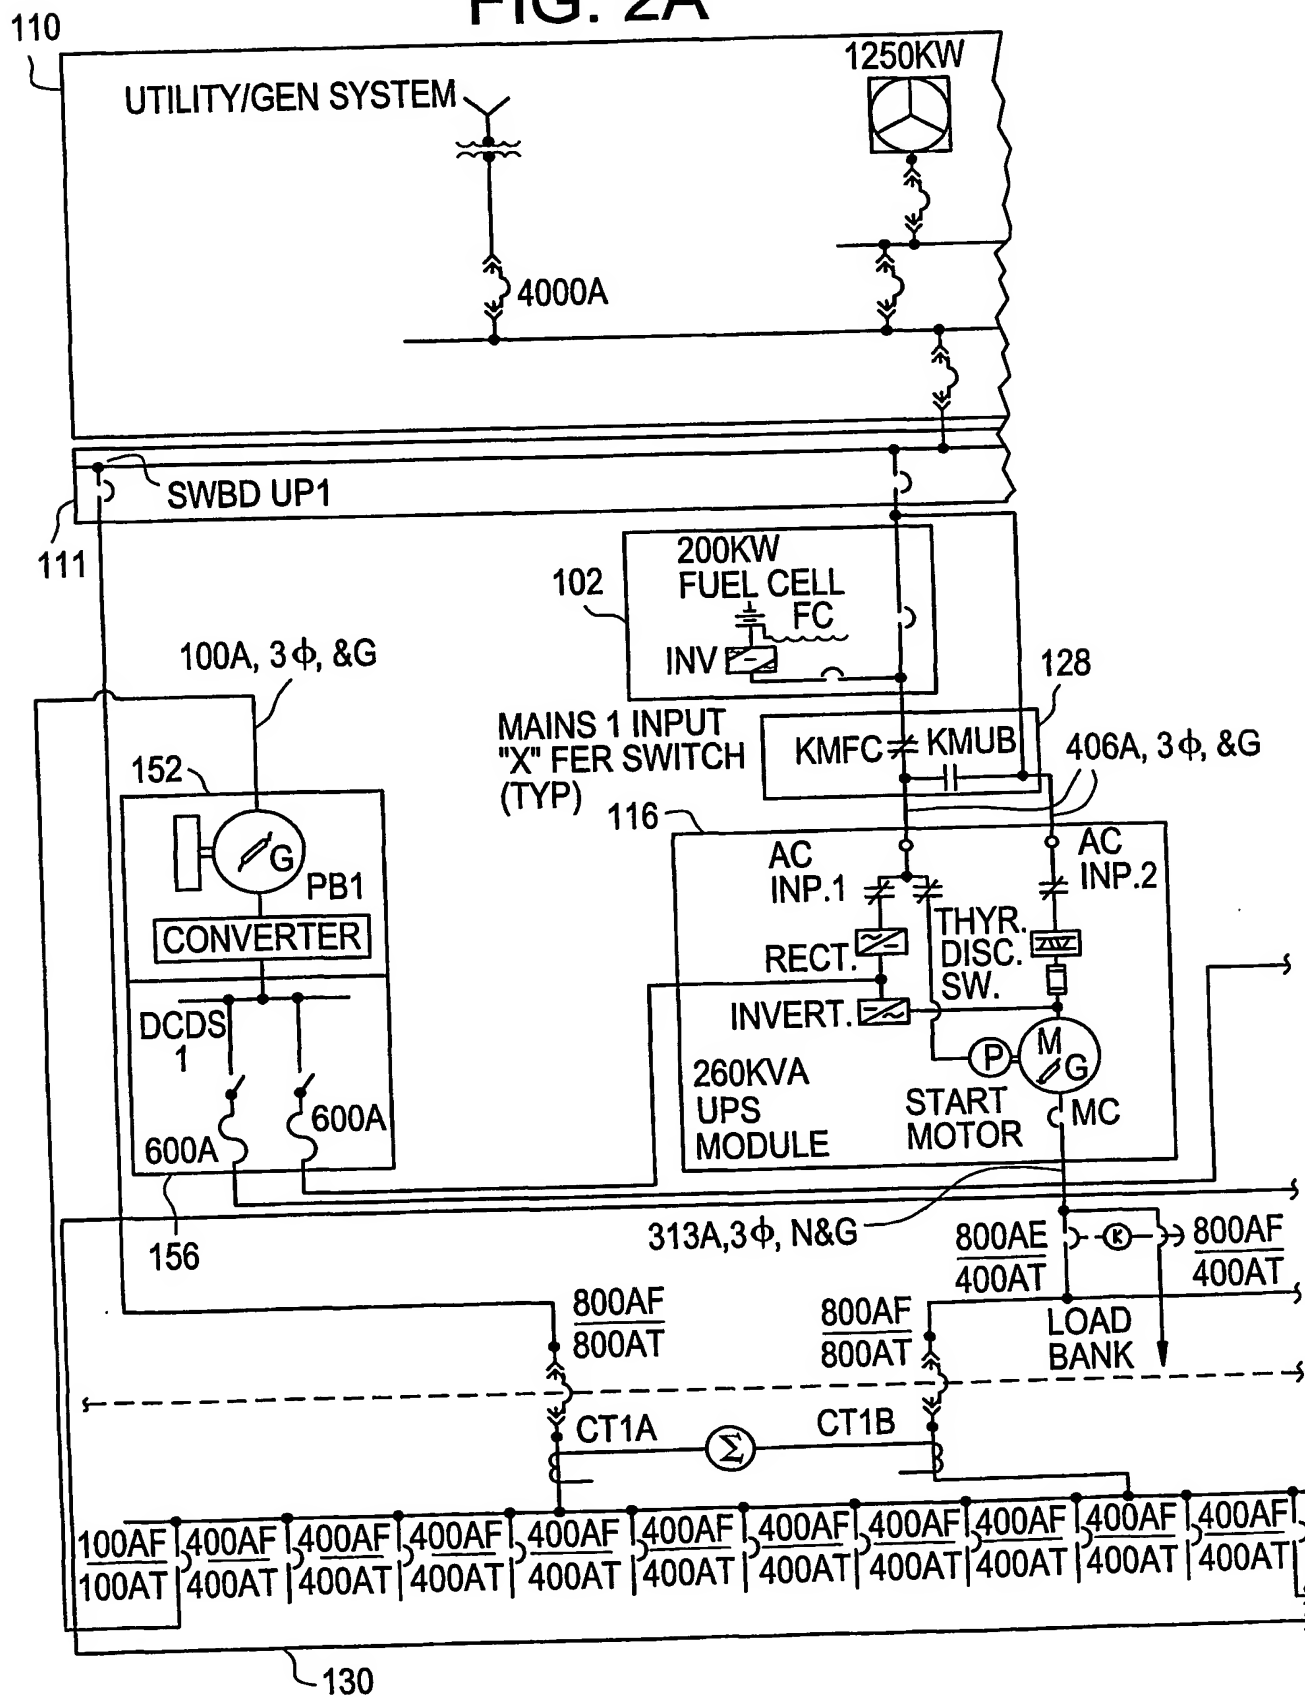 FIG. 2A
110
UTILITY/GEN SYSTEM
1250KW
4000A
SWBD UP1
111
102
200KW
FUEL CELL
FC
INV
100A, 3ϕ, &G
128
MAINS 1 INPUT
"X" FER SWITCH
(TYP)
KMFC
KMUB
406A, 3ϕ, &G
152
116
G
PB1
CONVERTER
AC
INP.1
AC
INP.2
THYR.
DISC.
SW.
RECT.
INVERT.
DCDS
1
600A
600A
P
M
G
260KVA
UPS
MODULE
START
MOTOR
MC
156
313A,3ϕ, N&G
800AE
400AT
K
800AF
400AT
800AF
800AT
800AF
800AT
LOAD
BANK
CT1A
Σ
CT1B
100AF 400AF 400AF 400AF 400AF 400AF 400AF 400AF 400AF 400AF 400AF
100AT 400AT 400AT 400AT 400AT 400AT 400AT 400AT 400AT 400AT 400AT
130